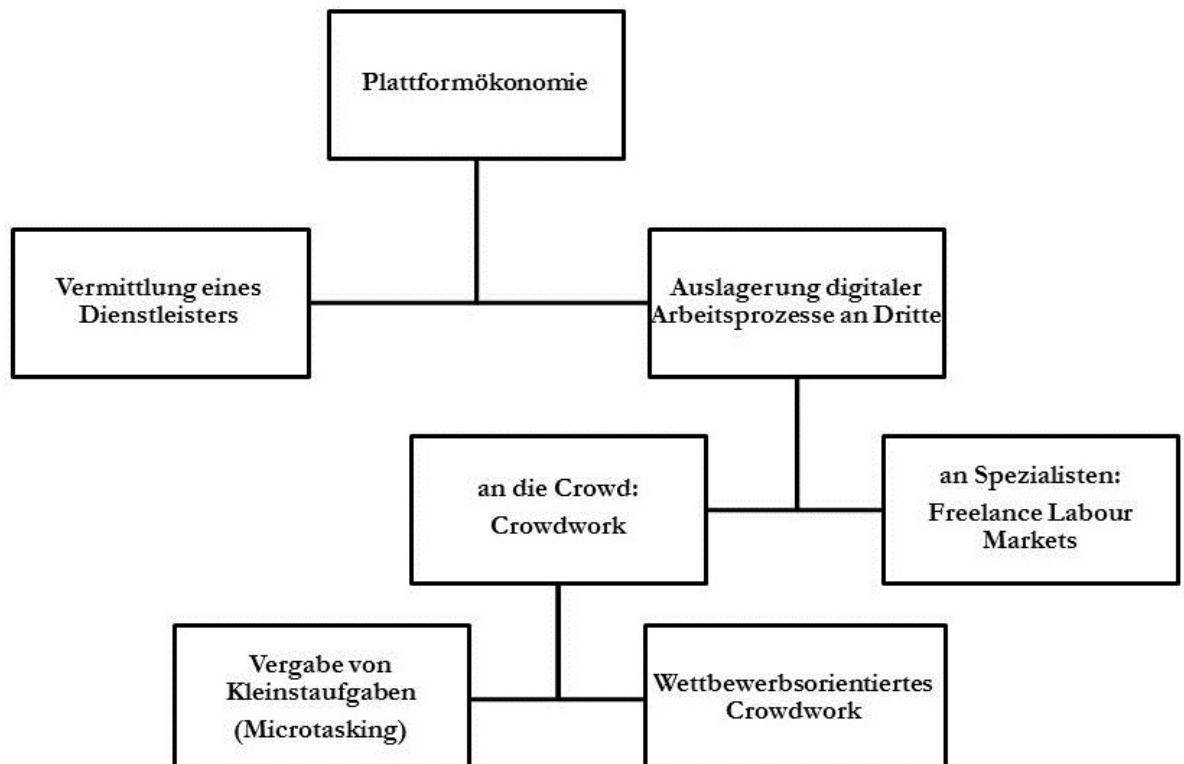 Plattformökonomie
Vermittlung eines
Dienstleisters
Auslagerung digitaler
Arbeitsprozesse an Dritte
an die Crowd:
Crowdwork
an Spezialisten:
Freelance Labour
Markets
Vergabe von
Kleinstaufgaben
(Microtasking)
Wettbewerbsorientiertes
Crowdwork